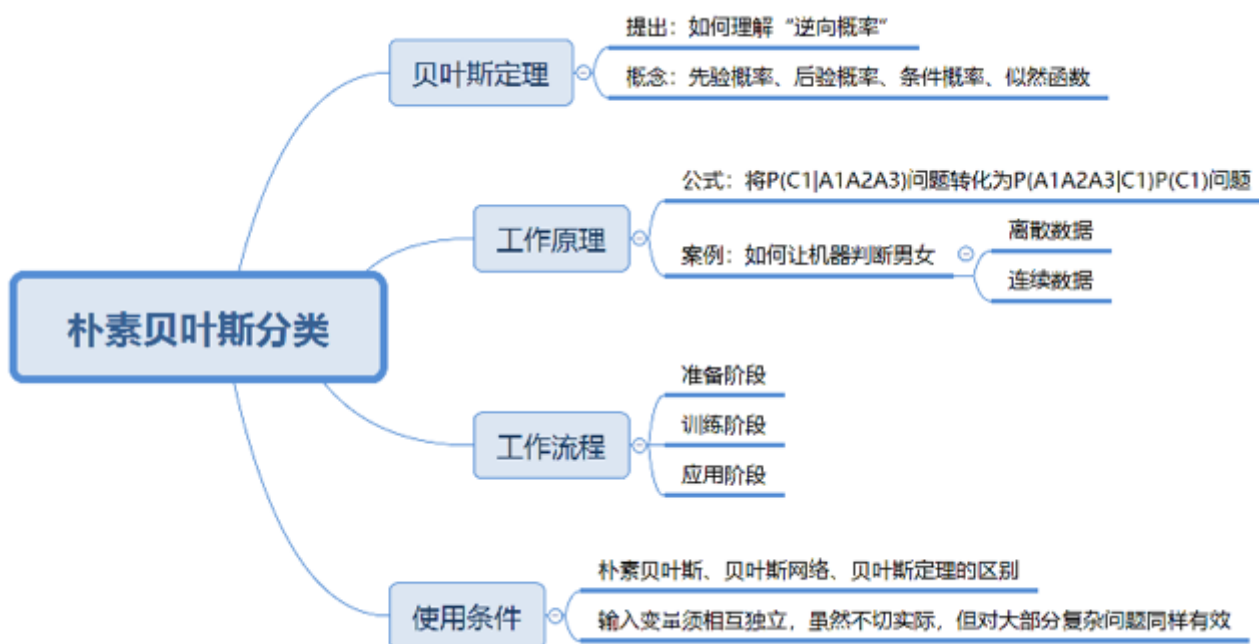 提出：如何理解“逆向概率”
贝叶斯定理
概念：先验概率、后验概率、条件概率、似然函数
公式：将P(C1|A1A2A3)问题转化为P(A1A2A3|C1)P(C1)问题
工作原理
案例：如何让机器判断男女
离散数据
连续数据
朴素贝叶斯分类
准备阶段
工作流程
训练阶段
应用阶段
朴素贝叶斯、贝叶斯网络、贝叶斯定理的区别
使用条件
输入变量须相互独立，虽然不切实际，但对大部分复杂问题同样有效